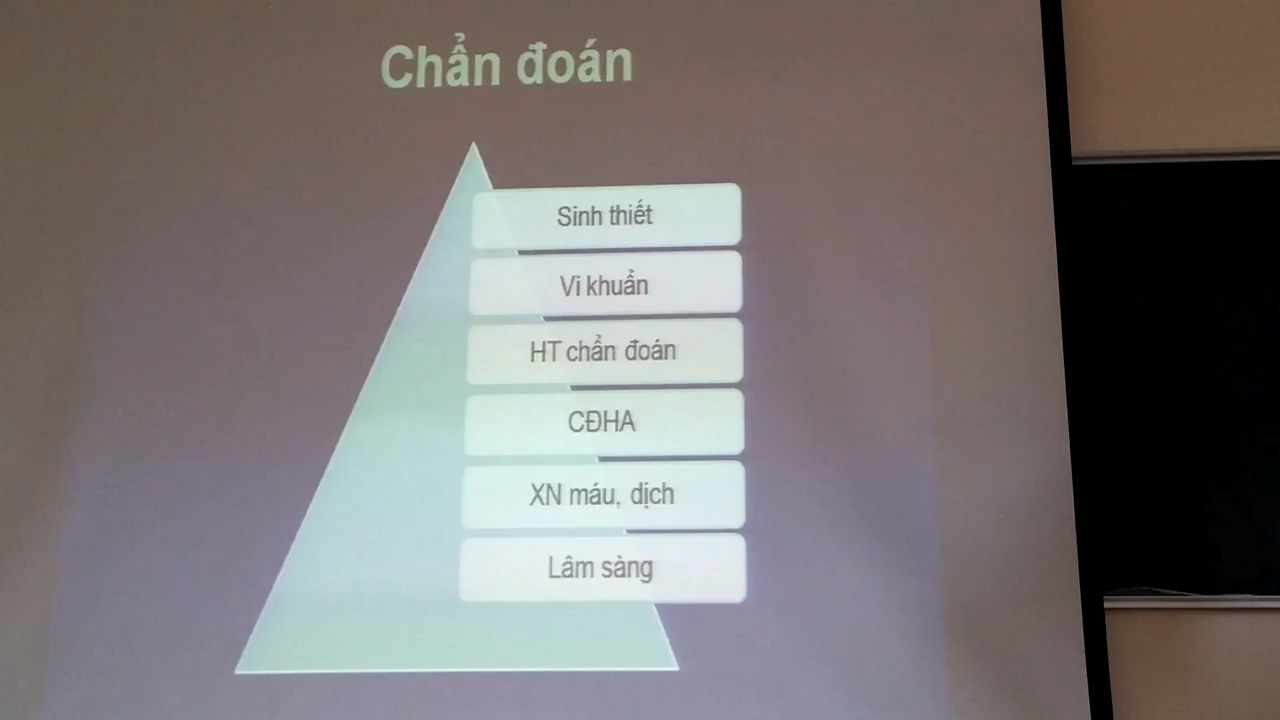 Chẩn đoán
Sinh thiết
Vi khuẩn
HT chẩn đoán
CĐHA
XN máu, dịch
Lâm sàng